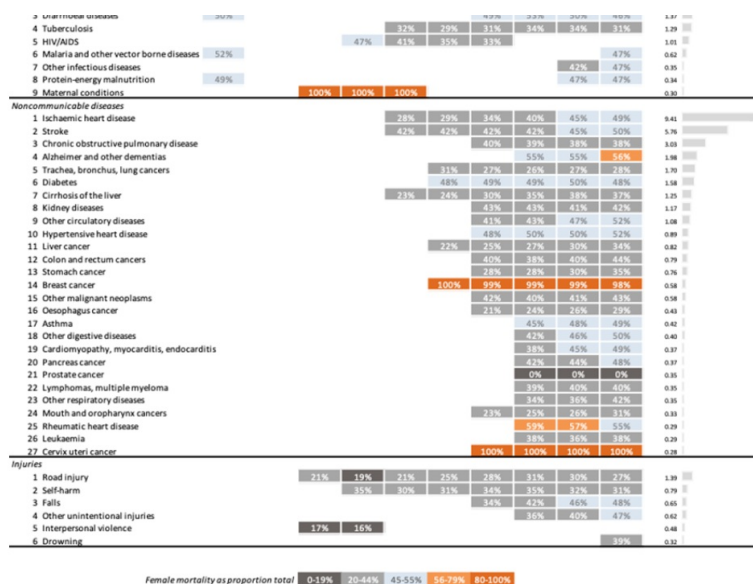 3 Diarrhoeal diseases 50% 49% 53% 50% 46% 1.37
4 Tuberculosis 32% 29% 31% 34% 34% 31% 1.29
5 HIV/AIDS 47% 41% 35% 33% 1.01
6 Malaria and other vector borne diseases 52% 47% 0.62
7 Other infectious diseases 42% 47% 0.35
8 Protein-energy malnutrition 49% 47% 47% 0.34
9 Maternal conditions 100% 100% 100% 0.30
Noncommunicable diseases
1 Ischaemic heart disease 28% 29% 34% 40% 45% 49% 9.41
2 Stroke 42% 42% 42% 42% 45% 50% 5.76
3 Chronic obstructive pulmonary disease 40% 39% 38% 38% 3.03
4 Alzheimer and other dementias 55% 55% 56% 1.98
5 Trachea, bronchus, lung cancers 31% 27% 26% 27% 28% 1.70
6 Diabetes 48% 49% 49% 50% 48% 1.58
7 Cirrhosis of the liver 23% 24% 30% 35% 38% 37% 1.25
8 Kidney diseases 43% 43% 41% 42% 1.17
9 Other circulatory diseases 41% 43% 47% 52% 1.08
10 Hypertensive heart disease 48% 50% 50% 52% 0.89
11 Liver cancer 22% 25% 27% 30% 34% 0.82
12 Colon and rectum cancers 40% 38% 40% 44% 0.79
13 Stomach cancer 28% 28% 30% 35% 0.76
14 Breast cancer 100% 99% 99% 99% 98% 0.58
15 Other malignant neoplasms 42% 40% 41% 43% 0.58
16 Oesophagus cancer 21% 24% 26% 29% 0.43
17 Asthma 45% 48% 49% 0.42
18 Other digestive diseases 42% 46% 50% 0.40
19 Cardiomyopathy, myocarditis, endocarditis 38% 45% 49% 0.37
20 Pancreas cancer 42% 44% 48% 0.37
21 Prostate cancer 0% 0% 0% 0.35
22 Lymphomas, multiple myeloma 39% 40% 40% 0.35
23 Other respiratory diseases 34% 36% 42% 0.35
24 Mouth and oropharynx cancers 23% 25% 26% 31% 0.33
25 Rheumatic heart disease 59% 57% 55% 0.29
26 Leukaemia 38% 36% 38% 0.29
27 Cervix uteri cancer 100% 100% 100% 100% 0.28
Injuries
1 Road injury 21% 19% 21% 25% 28% 31% 30% 27% 1.39
2 Self-harm 35% 30% 31% 34% 35% 32% 31% 0.79
3 Falls 34% 42% 46% 48% 0.65
4 Other unintentional injuries 36% 40% 47% 0.62
5 Interpersonal violence 17% 16% 0.48
6 Drowning 39% 0.32
Female mortality as proportion total 0-19% 20-44% 45-55% 56-79% 80-100%